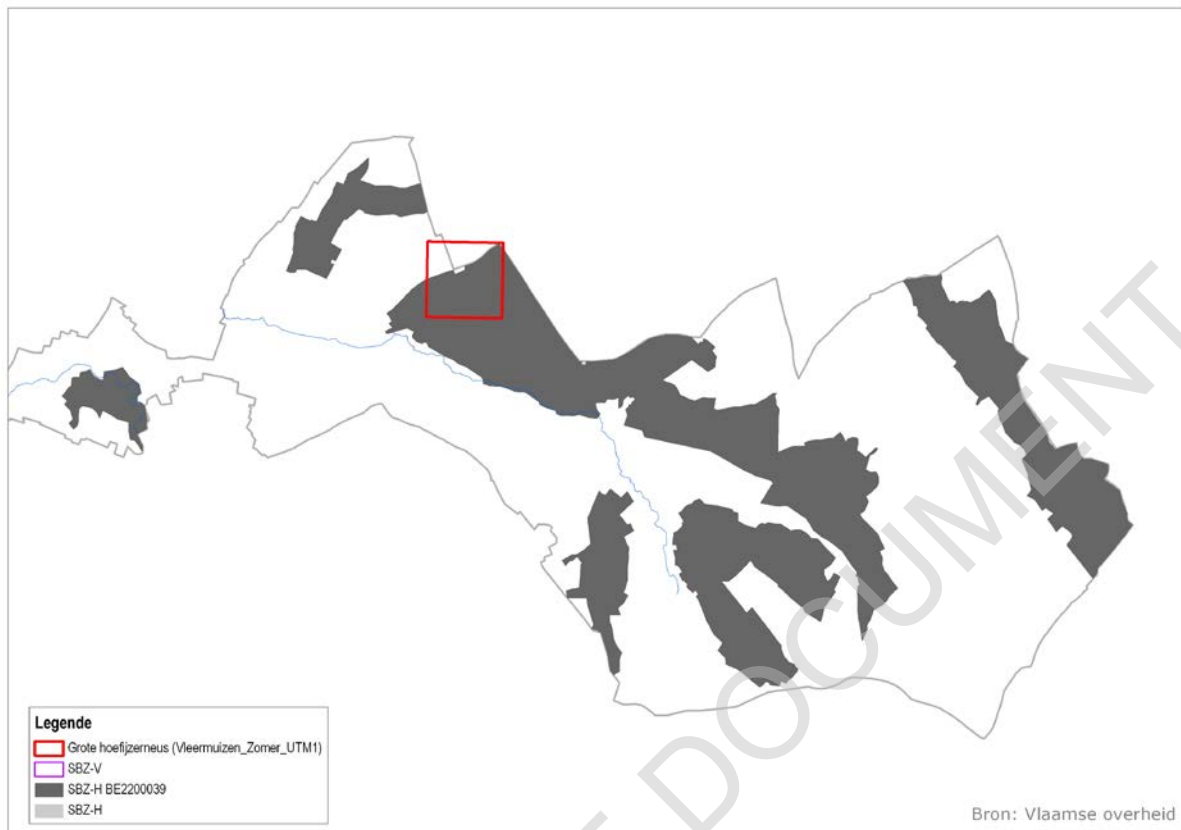 Legende
Grote hoefijzerneus (Vleermuizen_Zomer_UTM1)
SBZ-V
SBZ-H BE2200039
SBZ-H
Bron: Vlaamse overheid
DOCUMENT